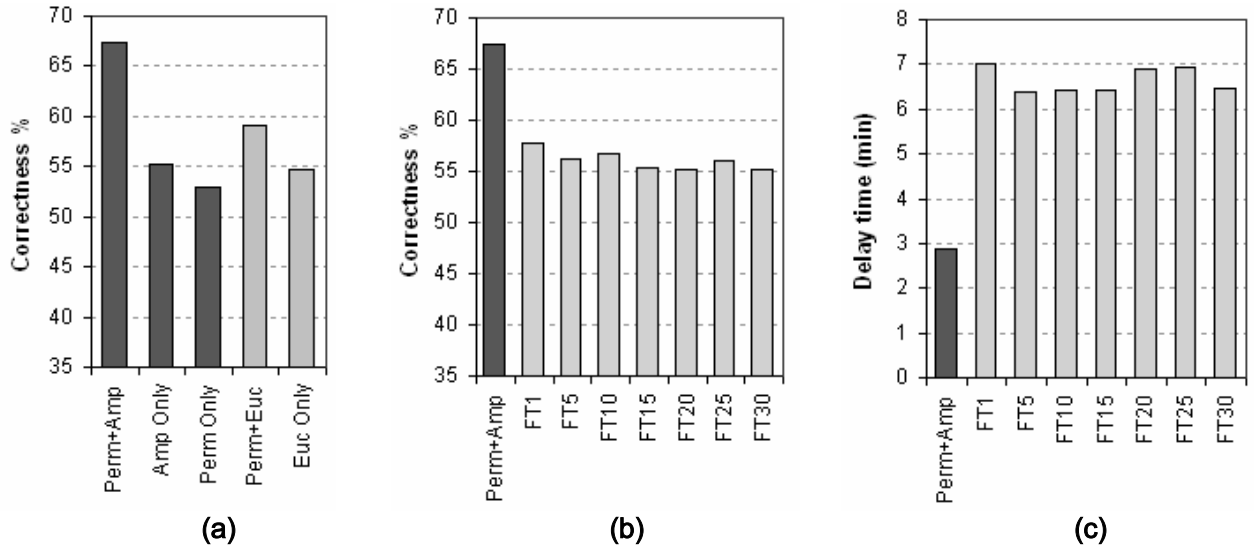 Correctness %
70
65
60
55
50
45
40
35
Perm+Amp
Amp Only
Perm Only
Perm+Euc
Euc Only
(a)
Correctness %
70
65
60
55
50
45
40
35
Perm+Amp
FT1
FT5
FT10
FT15
FT20
FT25
FT30
(b)
Delay time (min)
8
7
6
5
4
3
2
1
0
Perm+Amp
FT1
FT5
FT10
FT15
FT20
FT25
FT30
(c)